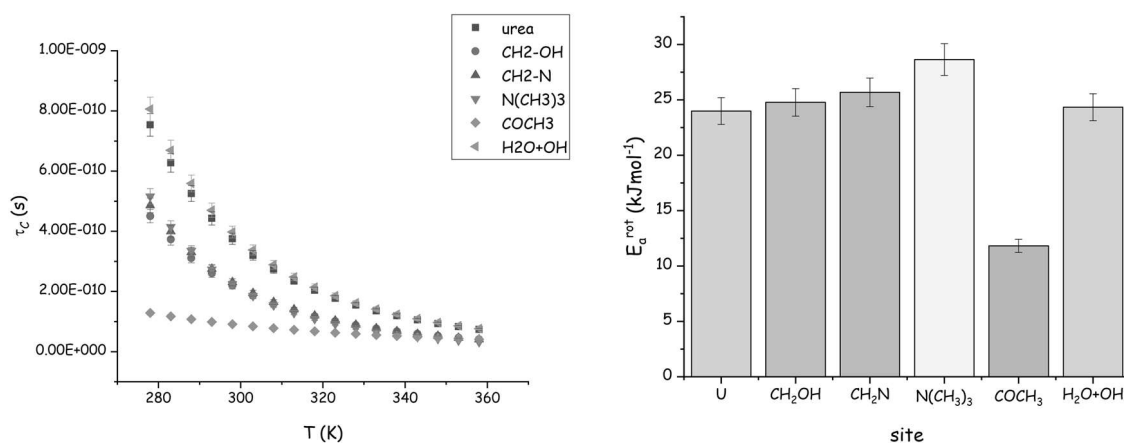 urea
CH2-OH
CH2-N
N(CH3)3
COCH3
H2O+OH
1.00E-009
8.00E-010
6.00E-010
4.00E-010
2.00E-010
0.00E+000
τC (s)
280 300 320 340 360
T (K)
30
25
20
15
10
5
0
Ea rot (kJmol-1)
U CH2OH CH2N N(CH3)3 COCH3 H2O+OH
site